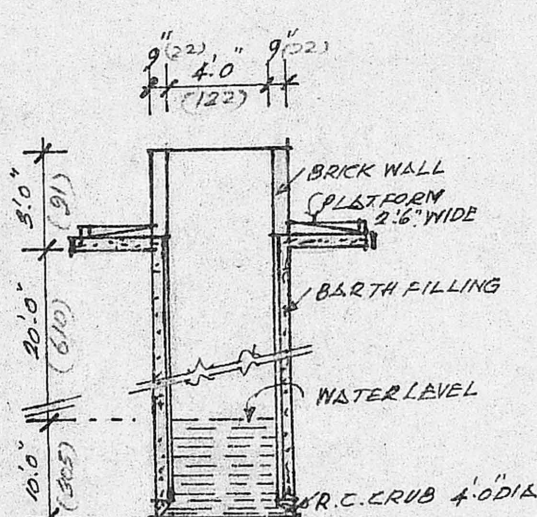 9" (22) 4'.0" 9" (22)
(122)
BRICK WALL
PLATFORM
2'6" WIDE
3'.0" (91)
EARTH FILLING
20'.0" (610)
WATER LEVEL
10'.0" (305)
R.C. CRUB 4'.0" DIA